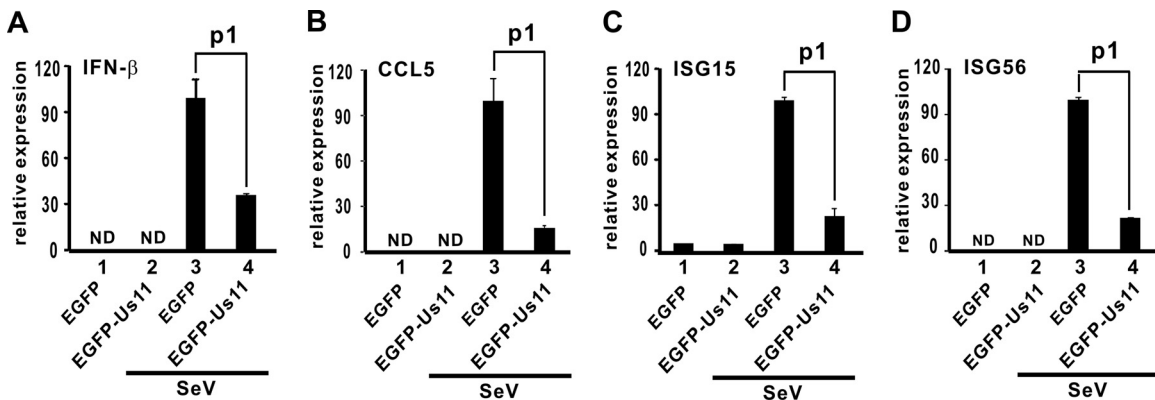 A
IFN-β
p1
relative expression
120
90
60
30
0
ND
ND
1
2
3
4
EGFP
EGFP-Us11
EGFP
EGFP-Us11
SeV
B
CCL5
p1
relative expression
120
90
60
30
0
ND
ND
1
2
3
4
EGFP
EGFP-Us11
EGFP
EGFP-Us11
SeV
C
ISG15
p1
relative expression
120
90
60
30
0
1
2
3
4
EGFP
EGFP-Us11
EGFP
EGFP-Us11
SeV
D
ISG56
p1
relative expression
120
90
60
30
0
ND
ND
1
2
3
4
EGFP
EGFP-Us11
EGFP
EGFP-Us11
SeV